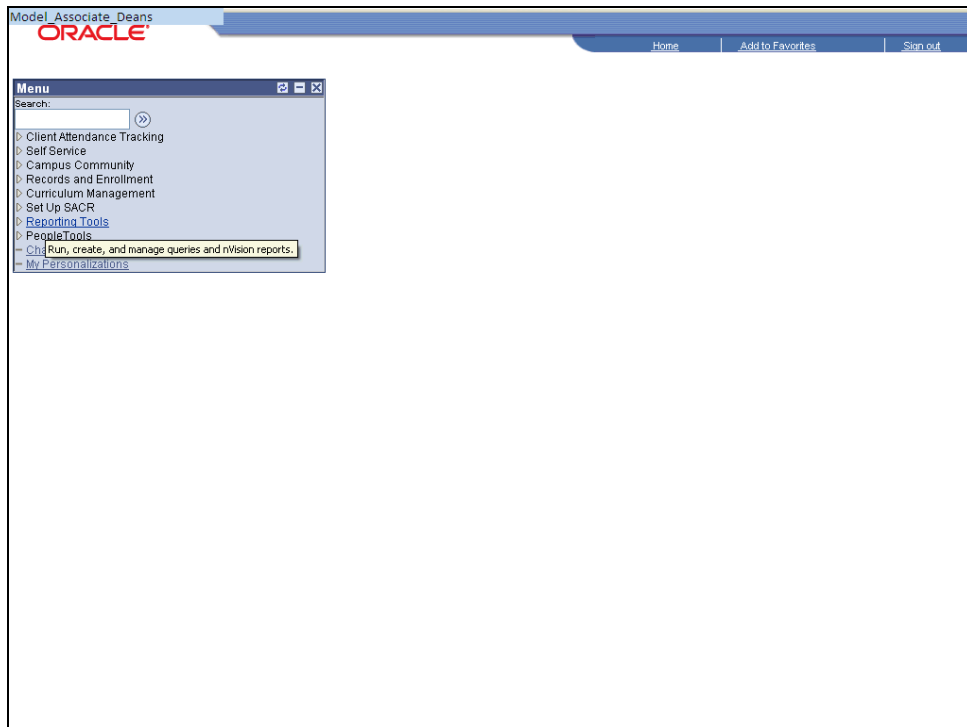 Model_Associate_Deans
ORACLE
Home Add to Favorites Sign out
Menu
Search:
Client Attendance Tracking
Self Service
Campus Community
Records and Enrollment
Curriculum Management
Set Up SACR
Reporting Tools
PeopleTools
Run, create, and manage queries and nVision reports.
My Personalizations